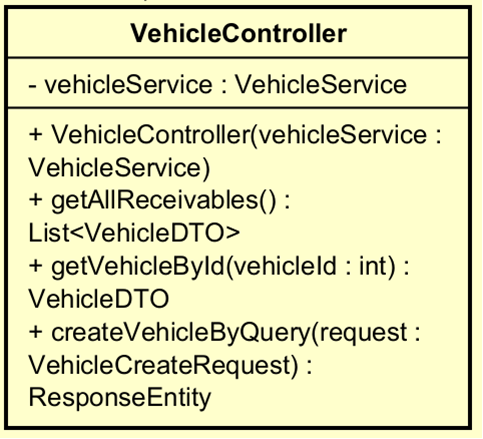 VehicleController
- vehicleService : VehicleService
+ VehicleController(vehicleService :
VehicleService)
+ getAllReceivables() :
List<VehicleDTO>
+ getVehicleById(vehicleId : int) :
VehicleDTO
+ createVehicleByQuery(request :
VehicleCreateRequest) :
ResponseEntity